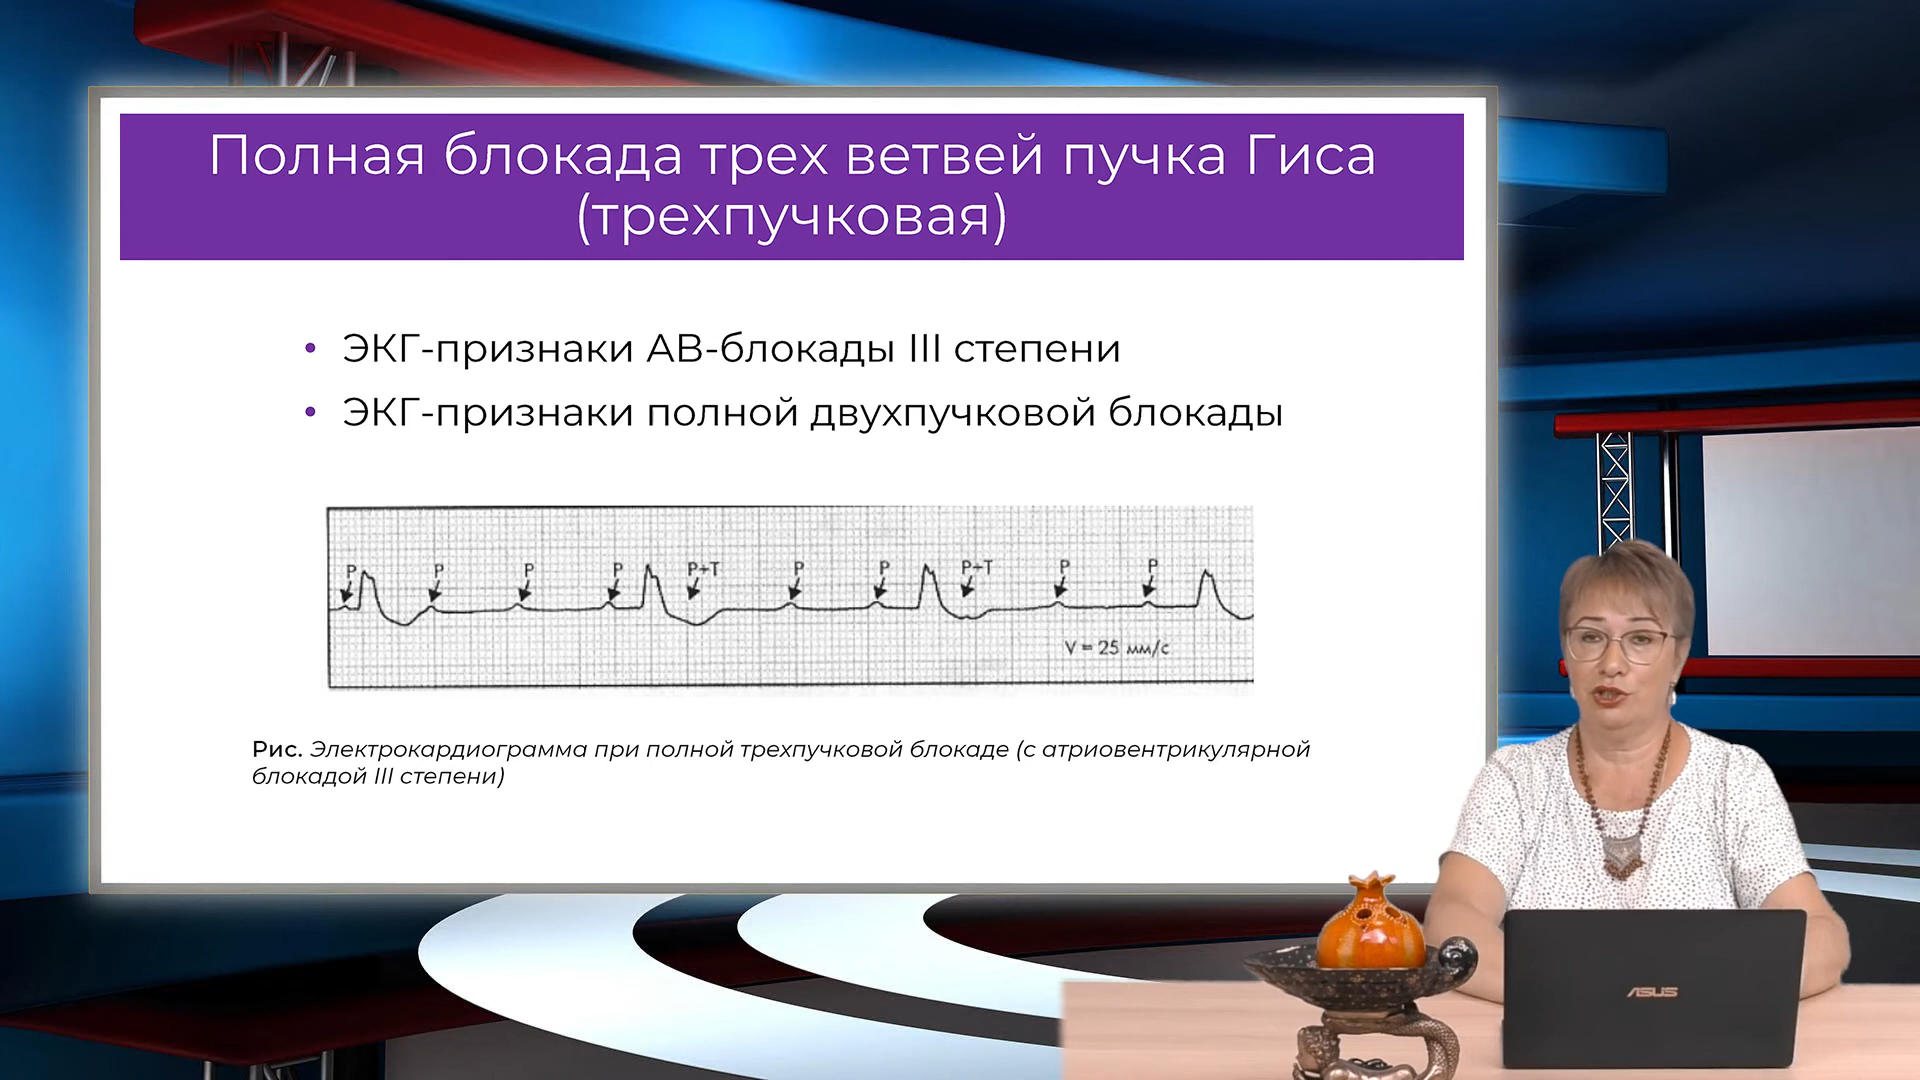 Полная блокада трех ветвей пучка Гиса
(трехпучковая)
• ЭКГ-признаки АВ-блокады III степени
• ЭКГ-признаки полной двухпучковой блокады
P P P P P+T P P P+T P P
V = 25 мм/с
Рис. Электрокардиограмма при полной трехпучковой блокаде (с атриовентрикулярной
блокадой III степени)
ASUS